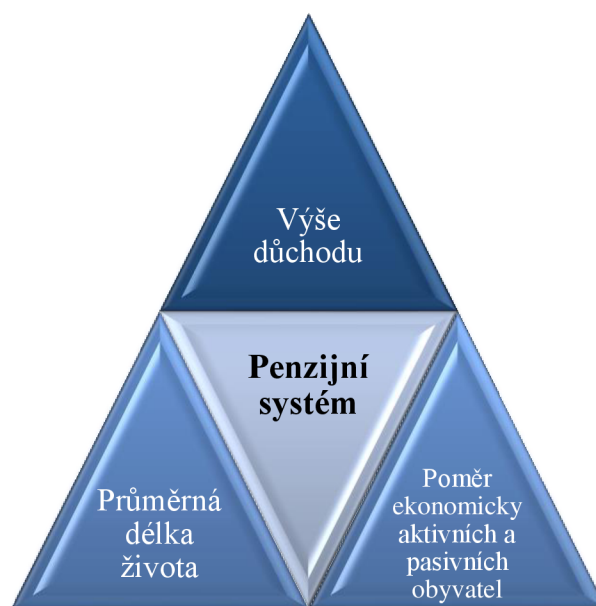 Výše
důchodu
Penzijní
systém
Průměrná
délka
života
Poměr
ekonomicky
aktivních a
pasivních
obyvatel